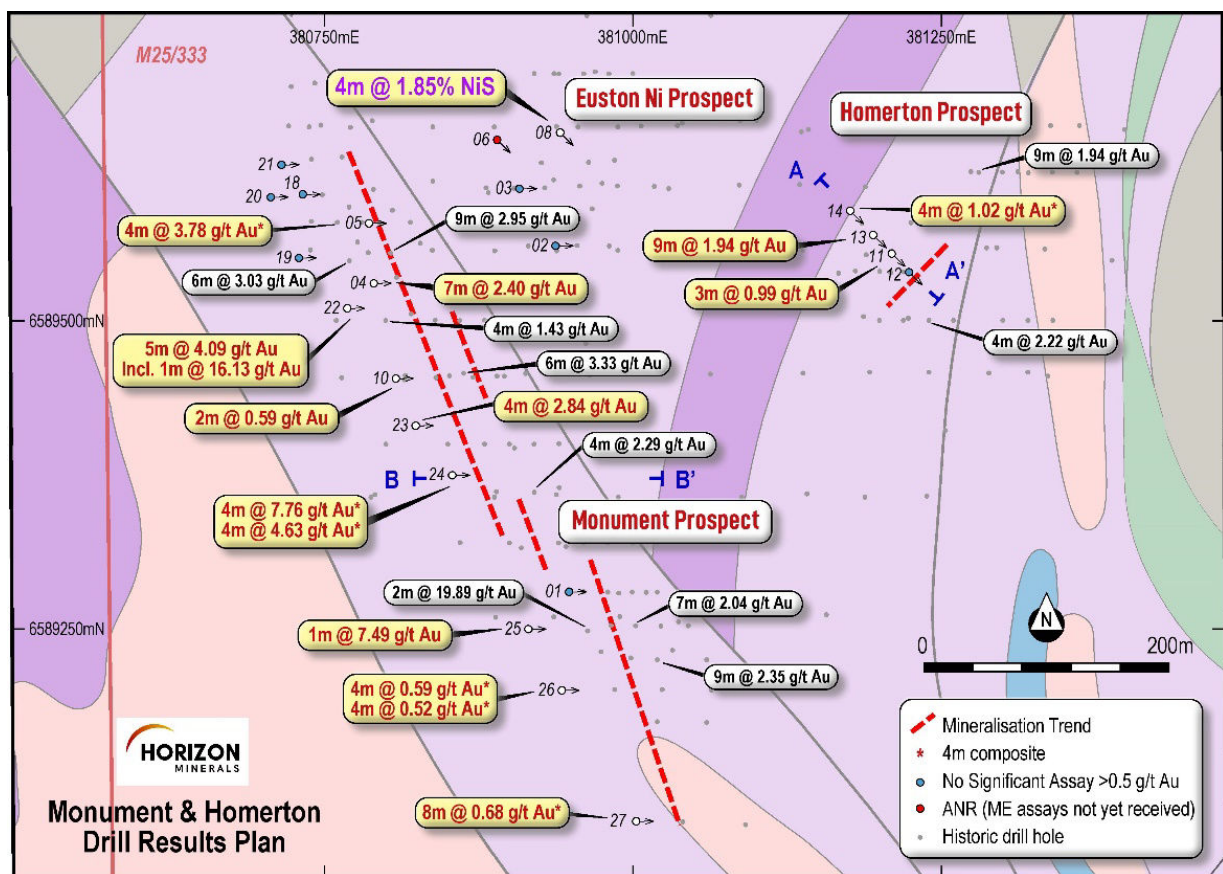 380750mE
381000mE
381250mE
M25/333
4m @ 1.85% NiS
Euston Ni Prospect
Homerton Prospect
08
06
21
20
18
03
9m @ 1.94 g/t Au
A
14
4m @ 1.02 g/t Au*
05
4m @ 3.78 g/t Au*
9m @ 2.95 g/t Au
02
13
9m @ 1.94 g/t Au
11
19
12
A'
6m @ 3.03 g/t Au
04
7m @ 2.40 g/t Au
3m @ 0.99 g/t Au
22
6589500mN
4m @ 1.43 g/t Au
4m @ 2.22 g/t Au
5m @ 4.09 g/t Au
Incl. 1m @ 16.13 g/t Au
6m @ 3.33 g/t Au
10
2m @ 0.59 g/t Au
4m @ 2.84 g/t Au
23
4m @ 2.29 g/t Au
B
24
B'
4m @ 7.76 g/t Au*
4m @ 4.63 g/t Au*
Monument Prospect
01
2m @ 19.89 g/t Au
7m @ 2.04 g/t Au
6589250mN
1m @ 7.49 g/t Au
25
N
0
200m
9m @ 2.35 g/t Au
4m @ 0.59 g/t Au*
4m @ 0.52 g/t Au*
26
HORIZON
MINERALS
Monument & Homerton
Drill Results Plan
8m @ 0.68 g/t Au*
27
Mineralisation Trend
* 4m composite
No Significant Assay >0.5 g/t Au
ANR (ME assays not yet received)
Historic drill hole